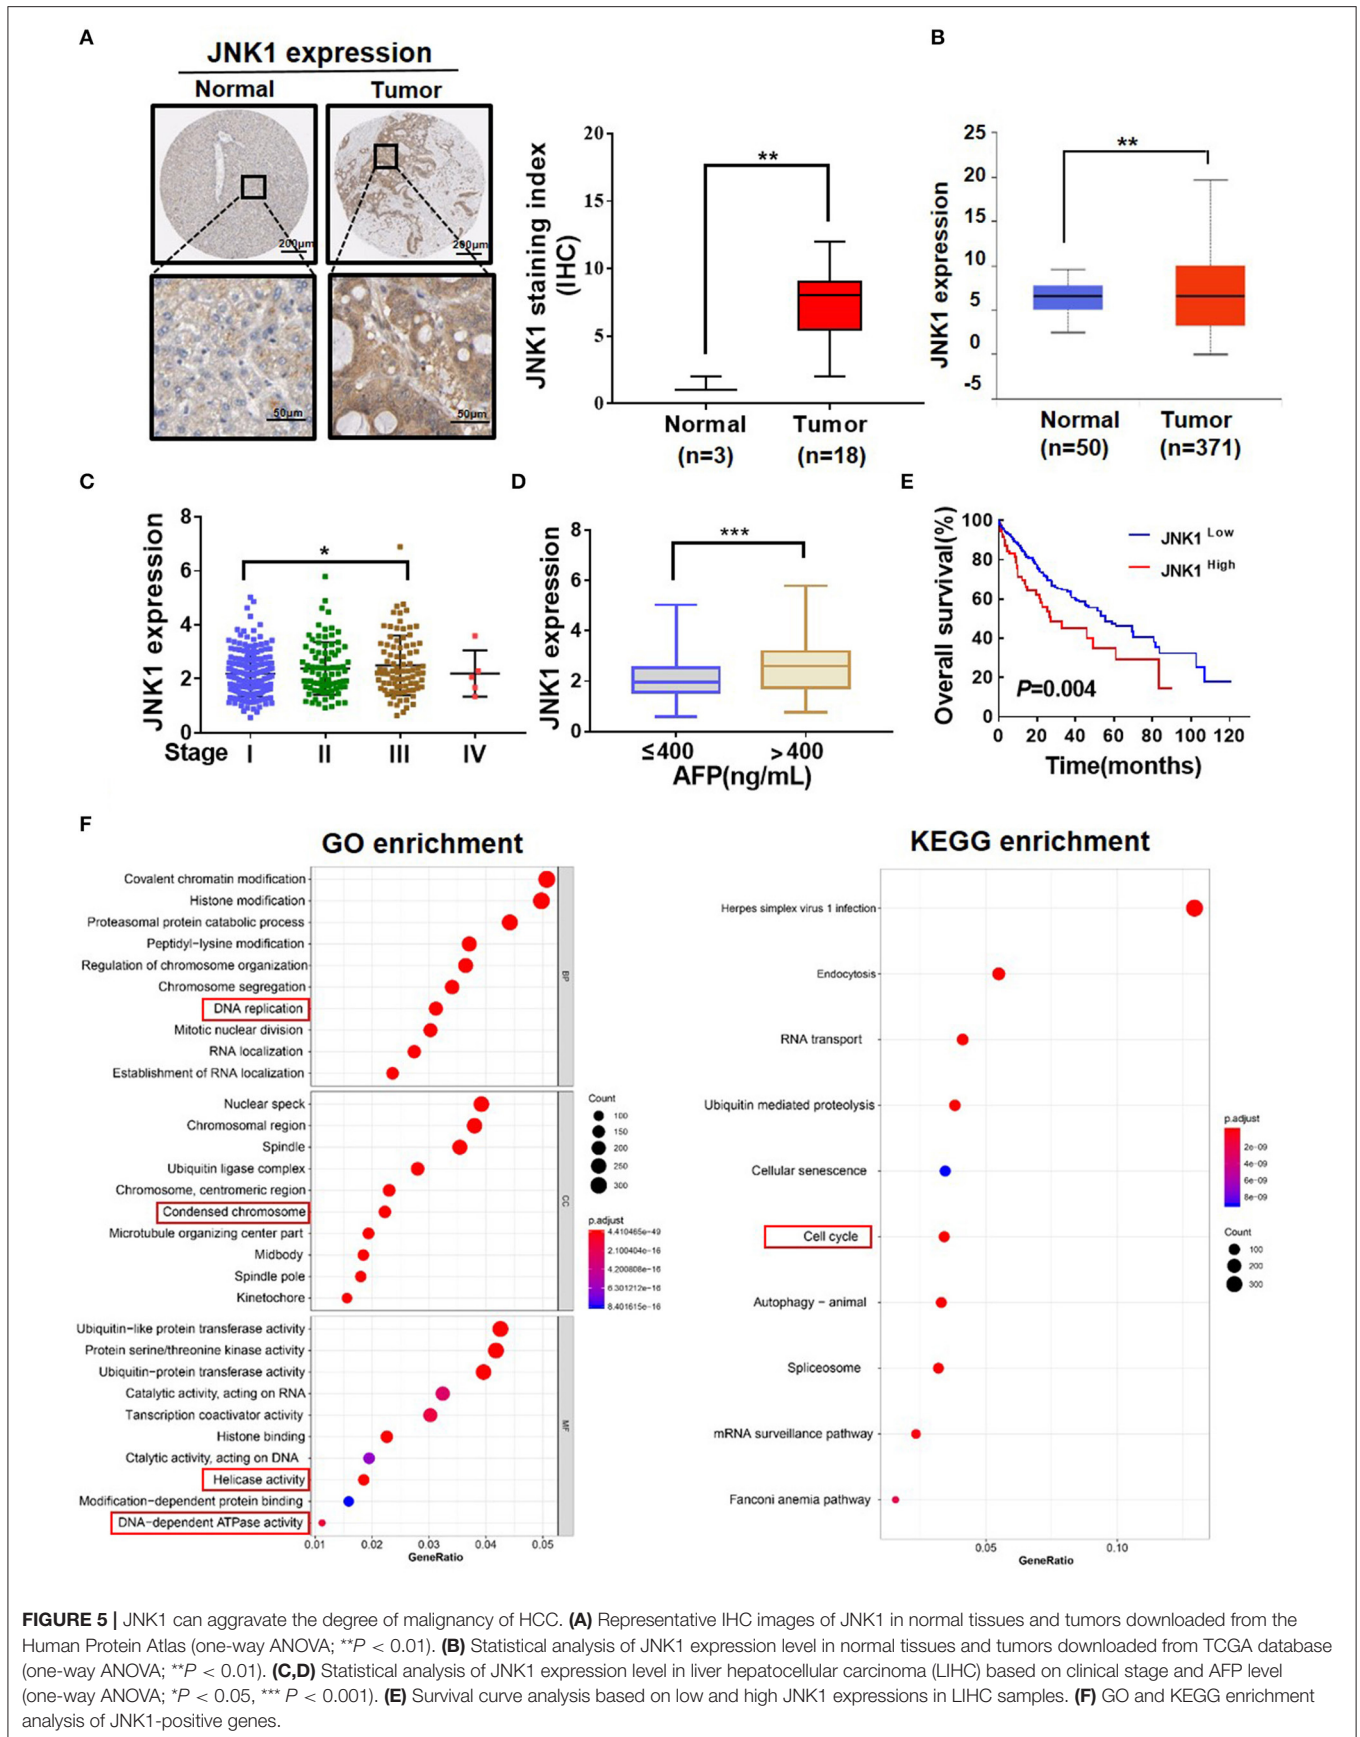 A
JNK1 expression
Normal
Tumor
200µm
200µm
50µm
50µm
JNK1 staining index
(IHC)
20
15
10
5
0
**
Normal
(n=3)
Tumor
(n=18)
B
JNK1 expression
25
20
15
10
5
0
-5
**
Normal
(n=50)
Tumor
(n=371)
C
JNK1 expression
8
6
4
2
0
*
Stage I II III IV
D
JNK1 expression
8
6
4
2
0
***
≤400
>400
AFP(ng/mL)
E
Overall survival(%)
100
80
60
40
20
0
JNK1 Low
JNK1 High
P=0.004
0 20 40 60 80 100 120
Time(months)
F
GO enrichment
Covalent chromatin modification
Histone modification
Proteasomal protein catabolic process
Peptidyl−lysine modification
Regulation of chromosome organization
Chromosome segregation
DNA replication
Mitotic nuclear division
RNA localization
Establishment of RNA localization
BP
Nuclear speck
Chromosomal region
Spindle
Ubiquitin ligase complex
Chromosome, centromeric region
Condensed chromosome
Microtubule organizing center part
Midbody
Spindle pole
Kinetochore
CC
Ubiquitin−like protein transferase activity
Protein serine/threonine kinase activity
Ubiquitin−protein transferase activity
Catalytic activity, acting on RNA
Tanscription coactivator activity
Histone binding
Ctalytic activity, acting on DNA
Helicase activity
Modification−dependent protein binding
DNA−dependent ATPase activity
MF
0.01 0.02 0.03 0.04 0.05
GeneRatio
Count
100
150
200
250
300
p.adjust
4.410465e−49
2.100404e−16
4.200808e−16
6.301212e−16
8.401615e−16
KEGG enrichment
Herpes simplex virus 1 infection
Endocytosis
RNA transport
Ubiquitin mediated proteolysis
Cellular senescence
Cell cycle
Autophagy − animal
Spliceosome
mRNA surveillance pathway
Fanconi anemia pathway
0.05 0.10
GeneRatio
p.adjust
2e−09
4e−09
6e−09
8e−09
Count
100
200
300
FIGURE 5 | JNK1 can aggravate the degree of malignancy of HCC. (A) Representative IHC images of JNK1 in normal tissues and tumors downloaded from the
Human Protein Atlas (one-way ANOVA; **P < 0.01). (B) Statistical analysis of JNK1 expression level in normal tissues and tumors downloaded from TCGA database
(one-way ANOVA; **P < 0.01). (C,D) Statistical analysis of JNK1 expression level in liver hepatocellular carcinoma (LIHC) based on clinical stage and AFP level
(one-way ANOVA; *P < 0.05, *** P < 0.001). (E) Survival curve analysis based on low and high JNK1 expressions in LIHC samples. (F) GO and KEGG enrichment
analysis of JNK1-positive genes.